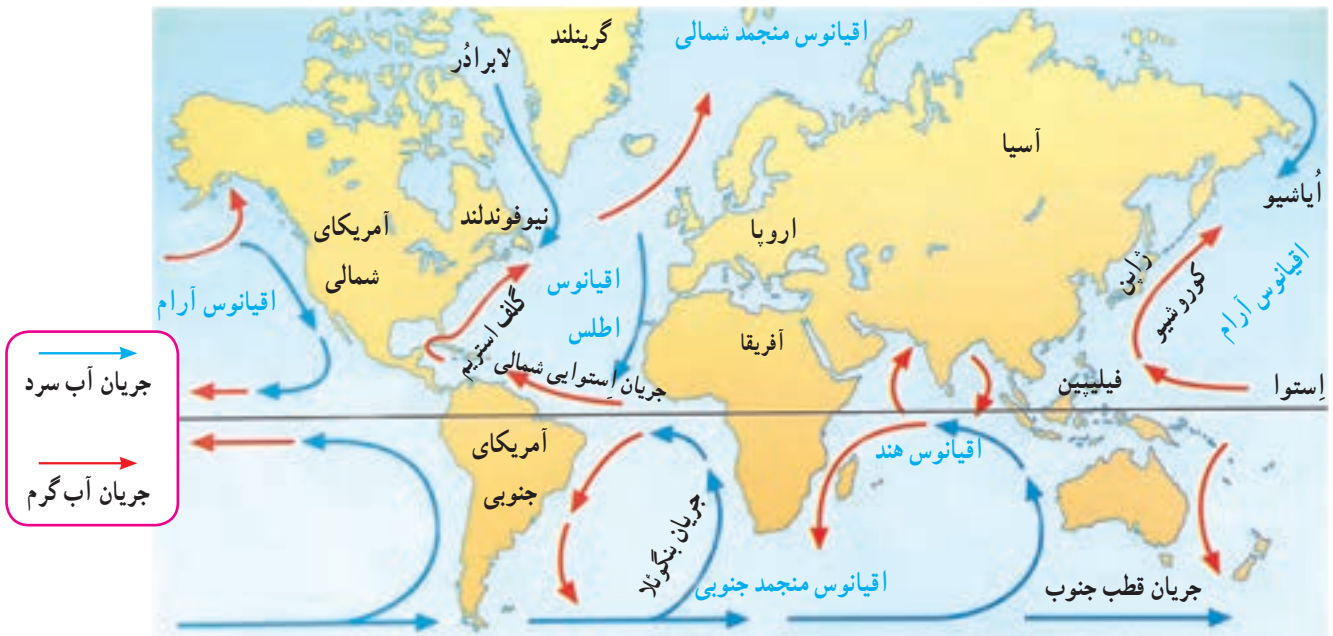 گرینلند
اقیانوس منجمد شمالی
لابرادُر
آسیا
اُیاشیو
نیوفوندلند
آمریکای
شمالی
اروپا
ژاپن
کوروشیو
اقیانوس آرام
اقیانوس
اطلس
اقیانوس آرام
گلف استریم
آفریقا
جریان اِستوایی شمالی
فیلیپین
اِستوا
جریان آب سرد
جریان آب گرم
آمریکای
جنوبی
اقیانوس هند
جریان بنگوئلا
اقیانوس منجمد جنوبی
جریان قطب جنوب